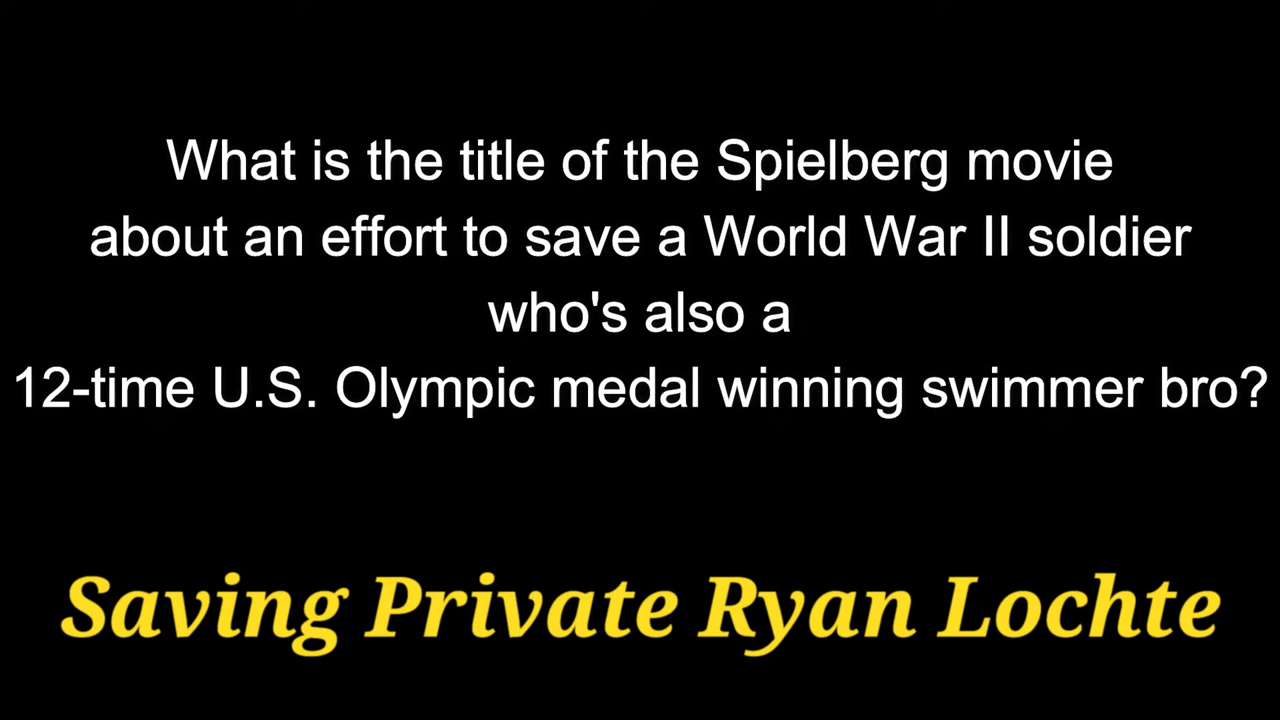 What is the title of the Spielberg movie
about an effort to save a World War II soldier
who's also a
12-time U.S. Olympic medal winning swimmer bro?
Saving Private Ryan Lochte